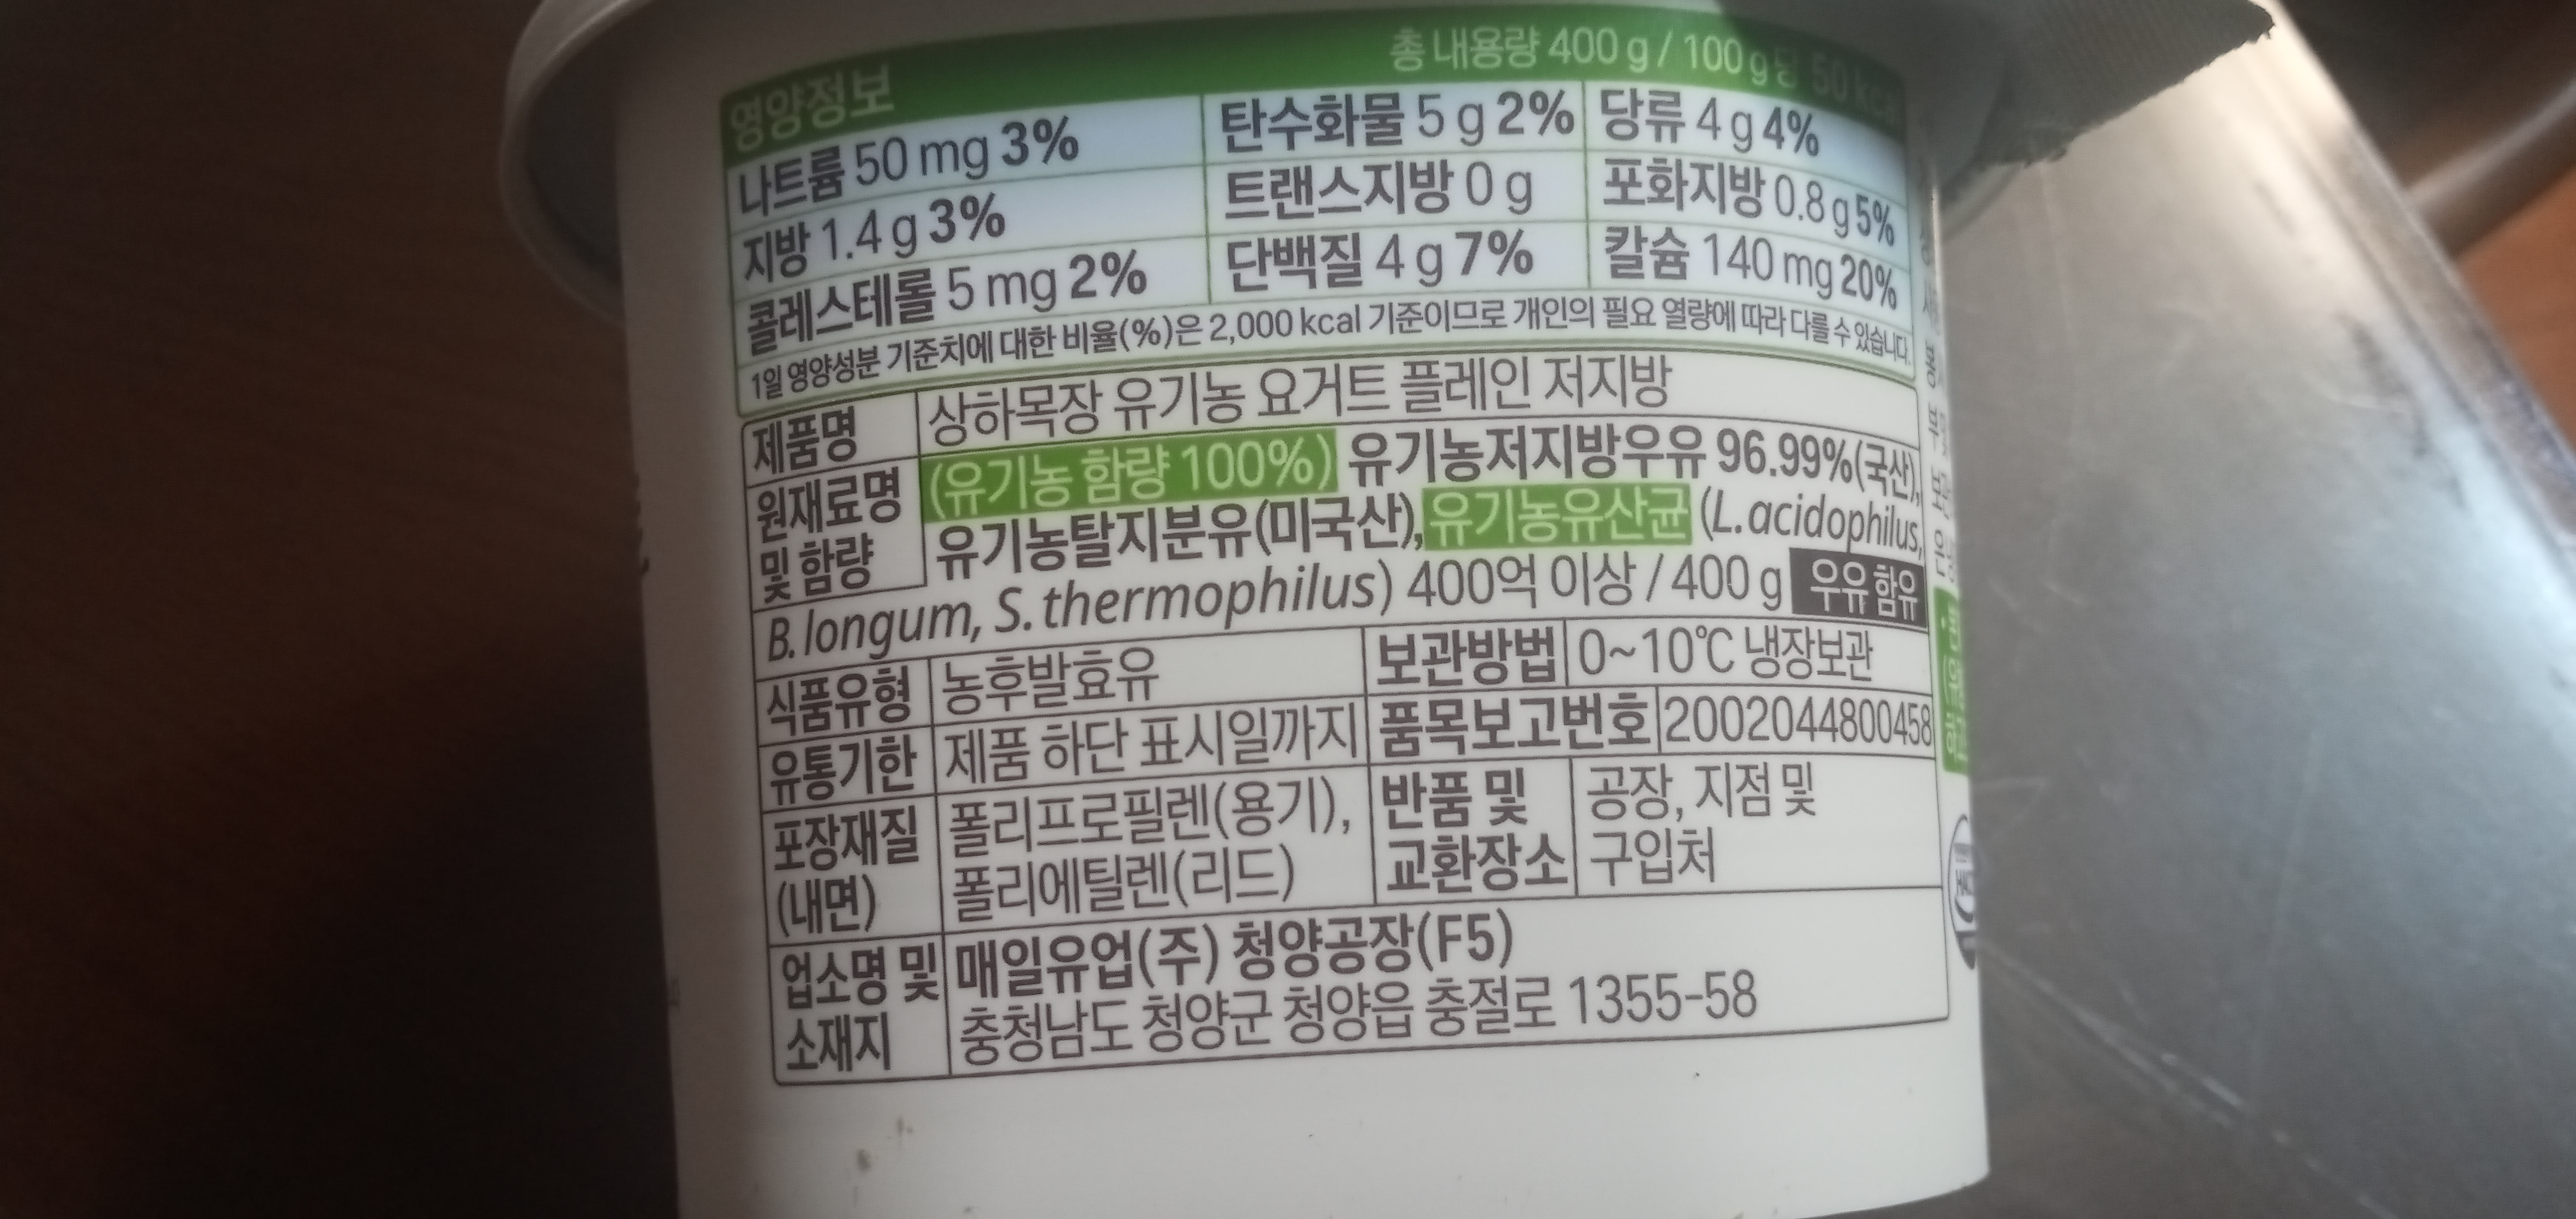 영양정보 총 내용량 400 g / 100 g당 50 kcal
나트륨 50 mg 3% 탄수화물 5 g 2% 당류 4 g 4%
지방 1.4 g 3% 트랜스지방 0 g 포화지방 0.8 g 5%
콜레스테롤 5 mg 2% 단백질 4 g 7% 칼슘 140 mg 20%
1일 영양성분 기준치에 대한 비율(%)은 2,000 kcal 기준이므로 개인의 필요 열량에 따라 다를 수 있습니다.
제품명 상하목장 유기농 요거트 플레인 저지방
원재료명 및 함량 (유기농 함량 100%) 유기농저지방우유 96.99%(국산),
유기농탈지분유(미국산), 유기농유산균 (L. acidophilus,
B. longum, S. thermophilus) 400억 이상 / 400 g 우유 함유
식품유형 농후발효유 보관방법 0~10℃ 냉장보관
유통기한 제품 하단 표시일까지 품목보고번호 2002044800458
포장재질 폴리프로필렌(용기), 반품 및 공장, 지점 및
(내면) 폴리에틸렌(리드) 교환장소 구입처
업소명 및 매일유업(주) 청양공장(F5)
소재지 충청남도 청양군 청양읍 충절로 1355-58